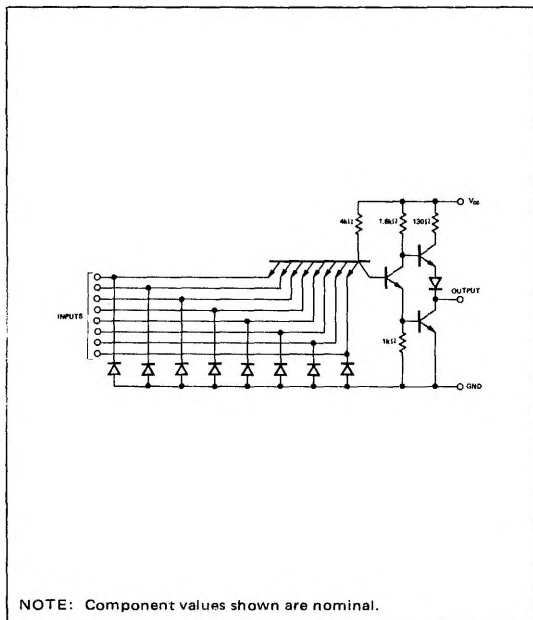 4kΩ 1.6kΩ 130Ω VCC
OUTPUT
INPUTS
1kΩ
GND
NOTE: Component values shown are nominal.